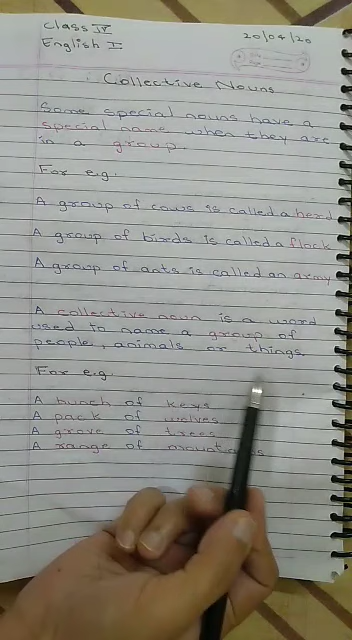 Class IV
English I
20/04/20
Collective Nouns
Some special nouns have a
special name when they are
in a group.
For e.g.
A group of cows is called a herd
A group of birds is called a flock
A group of ants is called an army
A collective noun is a word
used to name a group of
people, animals or things.
For e.g.
A bunch of keys
A pack of wolves
A grove of trees
A range of mountains